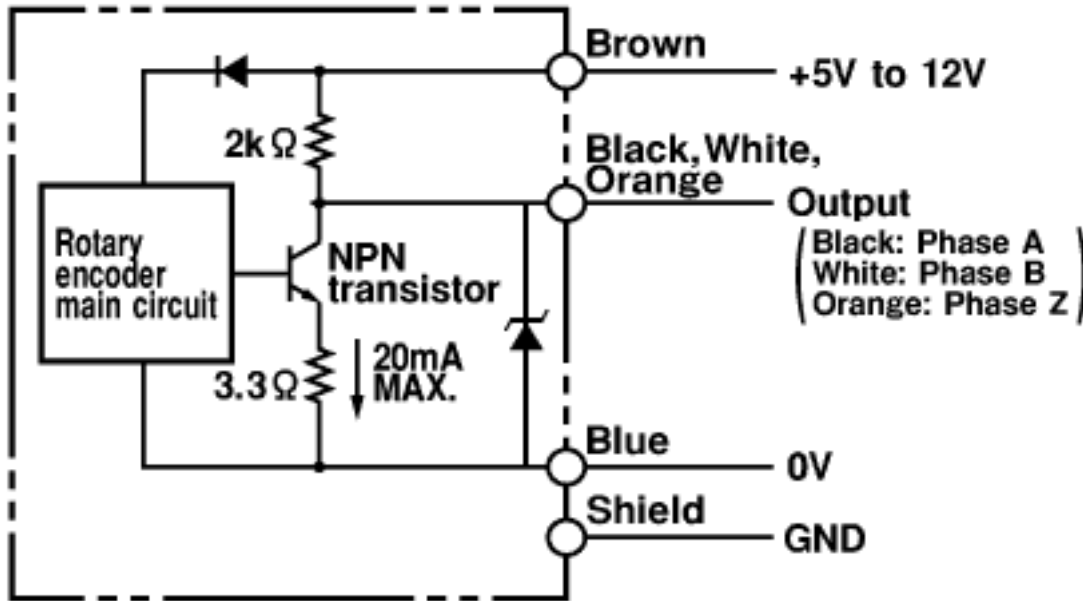 Brown
+5V to 12V
2kΩ
Black, White,
Orange
Output
(Black: Phase A
White: Phase B
Orange: Phase Z)
Rotary
encoder
main circuit
NPN
transistor
3.3Ω
20mA
MAX.
Blue
0V
Shield
GND